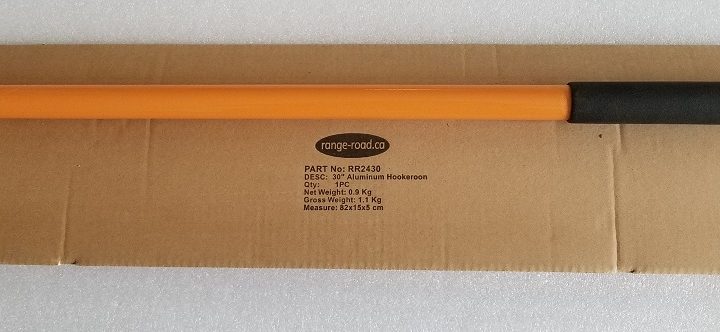 range-road.ca
PART No: RR2430
DESC: 30" Aluminum Hookeroon
Qty: 1PC
Net Weight: 0.9 Kg
Gross Weight: 1.1 Kg
Measure: 82x15x5 cm